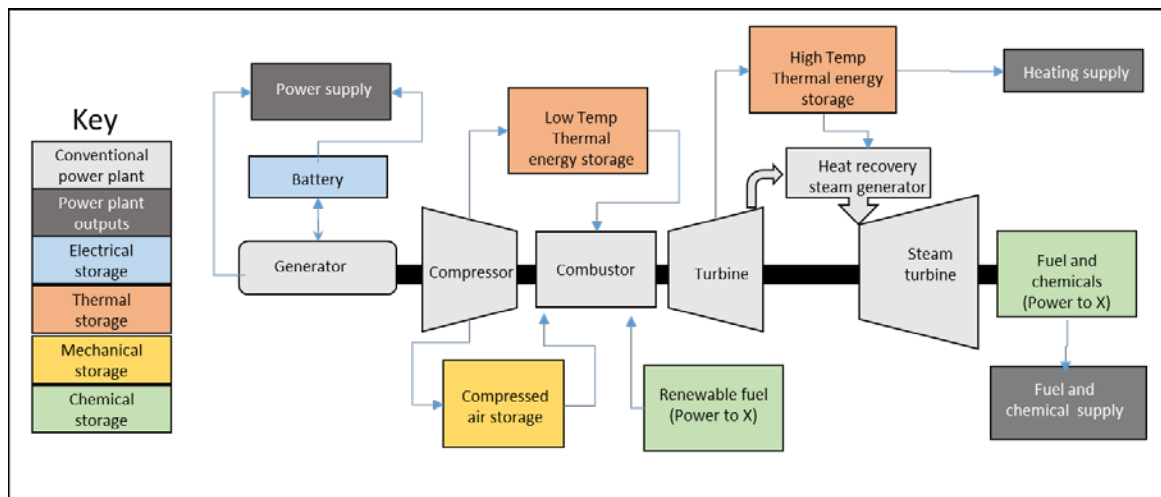 Key
Conventional
power plant
Power plant
outputs
Electrical
storage
Thermal
storage
Mechanical
storage
Chemical
storage
Power supply
Battery
Generator
Low Temp
Thermal
energy storage
Compressor
Combustor
Compressed
air storage
Renewable fuel
(Power to X)
High Temp
Thermal energy
storage
Heating supply
Heat recovery
steam generator
Turbine
Steam
turbine
Fuel and
chemicals
(Power to X)
Fuel and
chemical supply